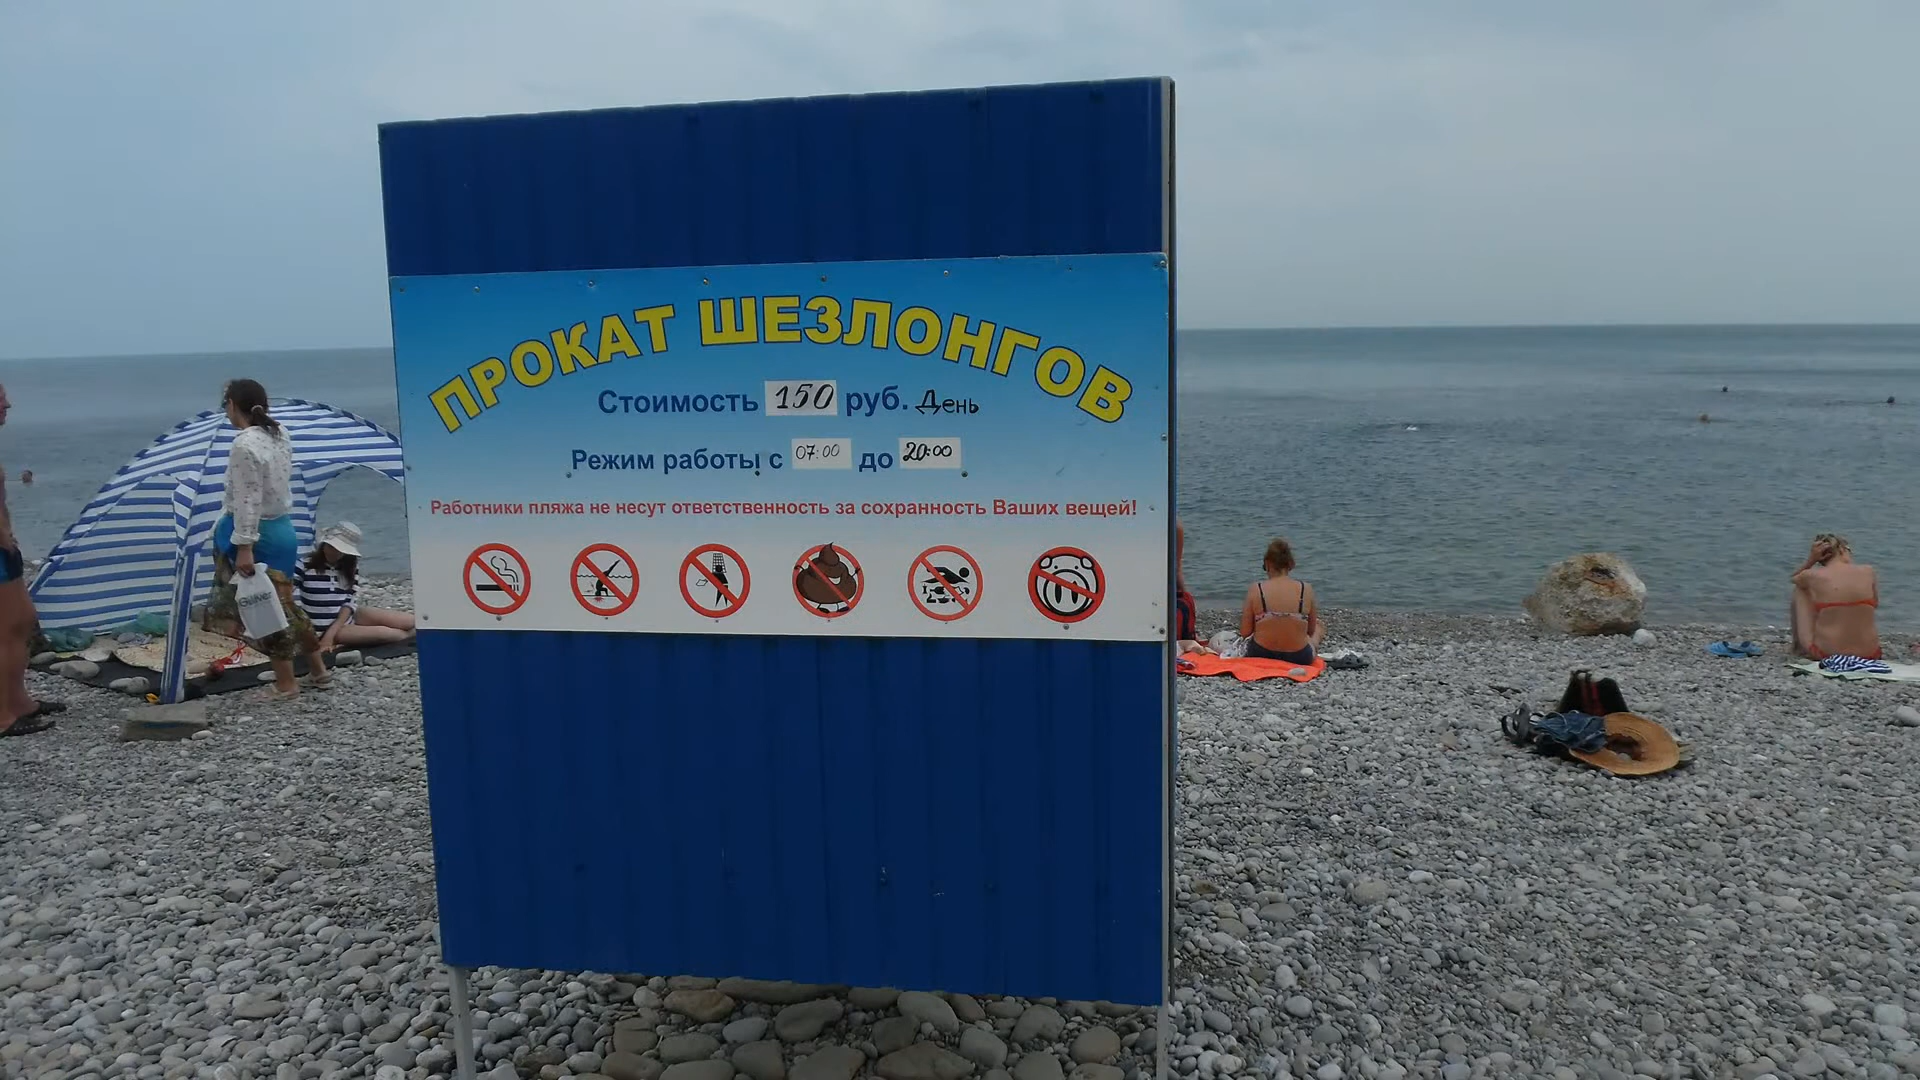 ПРОКАТ ШЕЗЛОНГОВ
Стоимость 150 руб. День
Режим работы с 07:00 до 20:00
Работники пляжа не несут ответственность за сохранность Ваших вещей!